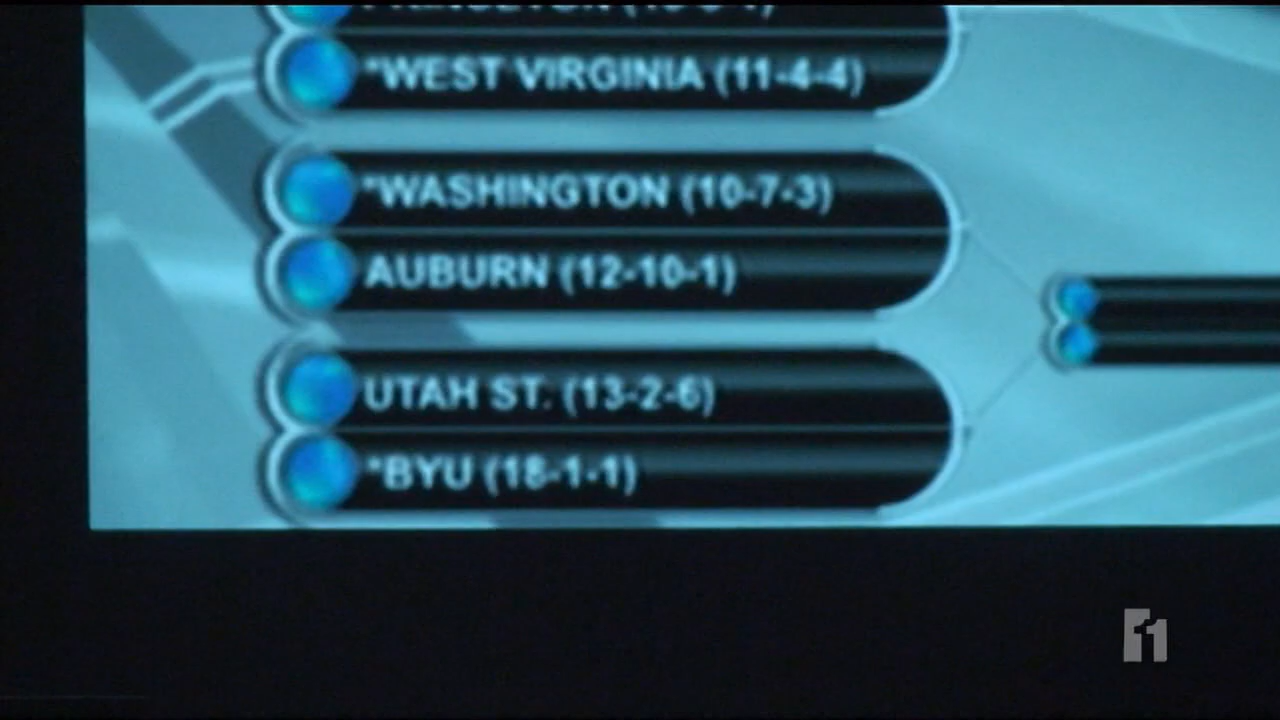 *WEST VIRGINIA (11-4-4)
*WASHINGTON (10-7-3)
AUBURN (12-10-1)
UTAH ST. (13-2-6)
*BYU (18-1-1)
11